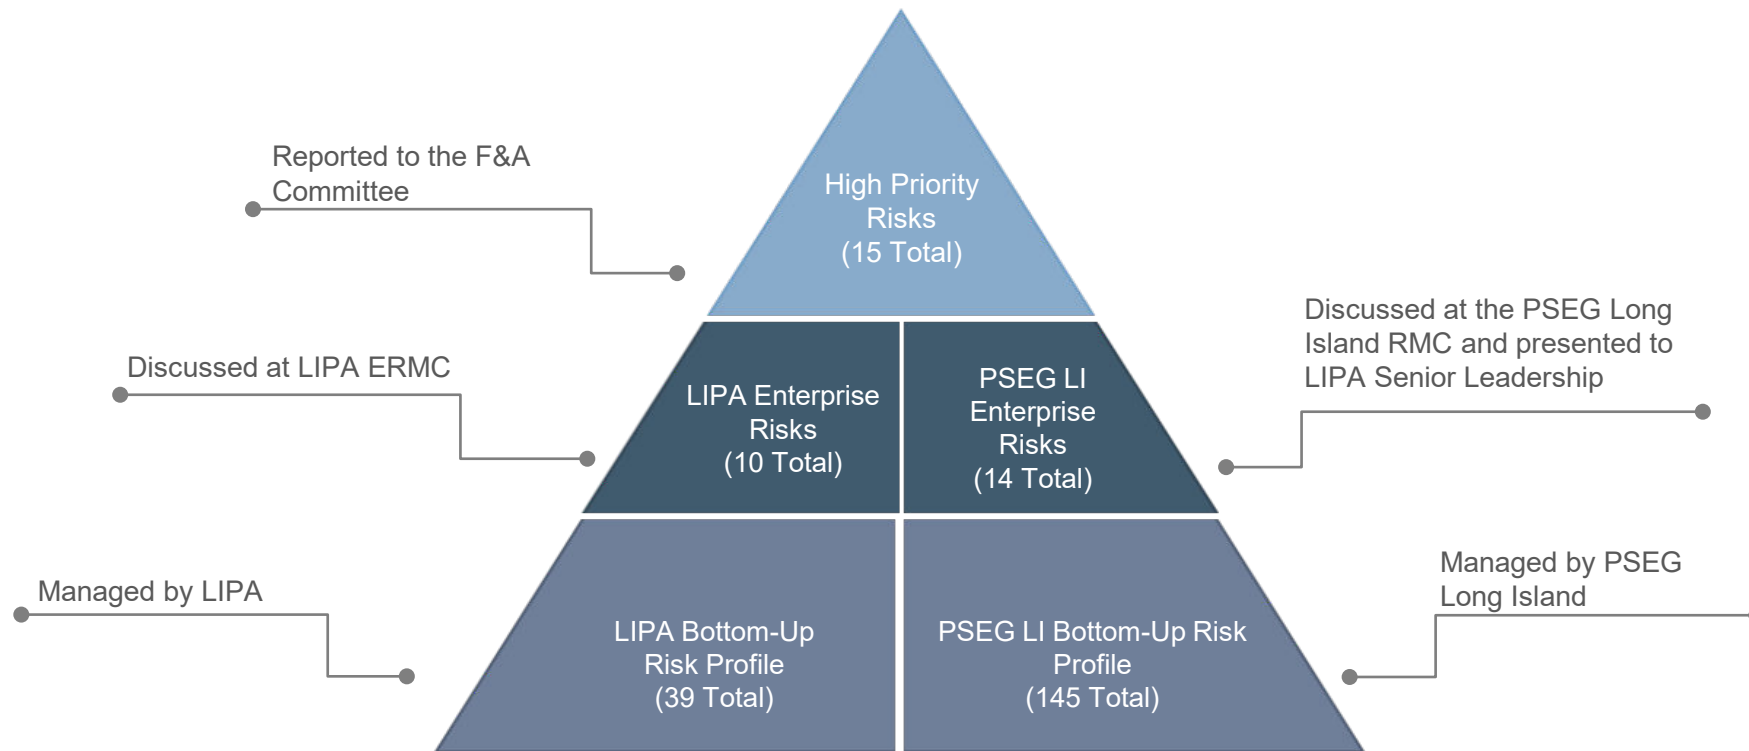 Reported to the F&A
Committee
High Priority
Risks
(15 Total)
Discussed at LIPA ERMC
LIPA Enterprise
Risks
(10 Total)
PSEG LI
Enterprise
Risks
(14 Total)
Discussed at the PSEG Long
Island RMC and presented to
LIPA Senior Leadership
Managed by LIPA
LIPA Bottom-Up
Risk Profile
(39 Total)
PSEG LI Bottom-Up Risk
Profile
(145 Total)
Managed by PSEG
Long Island